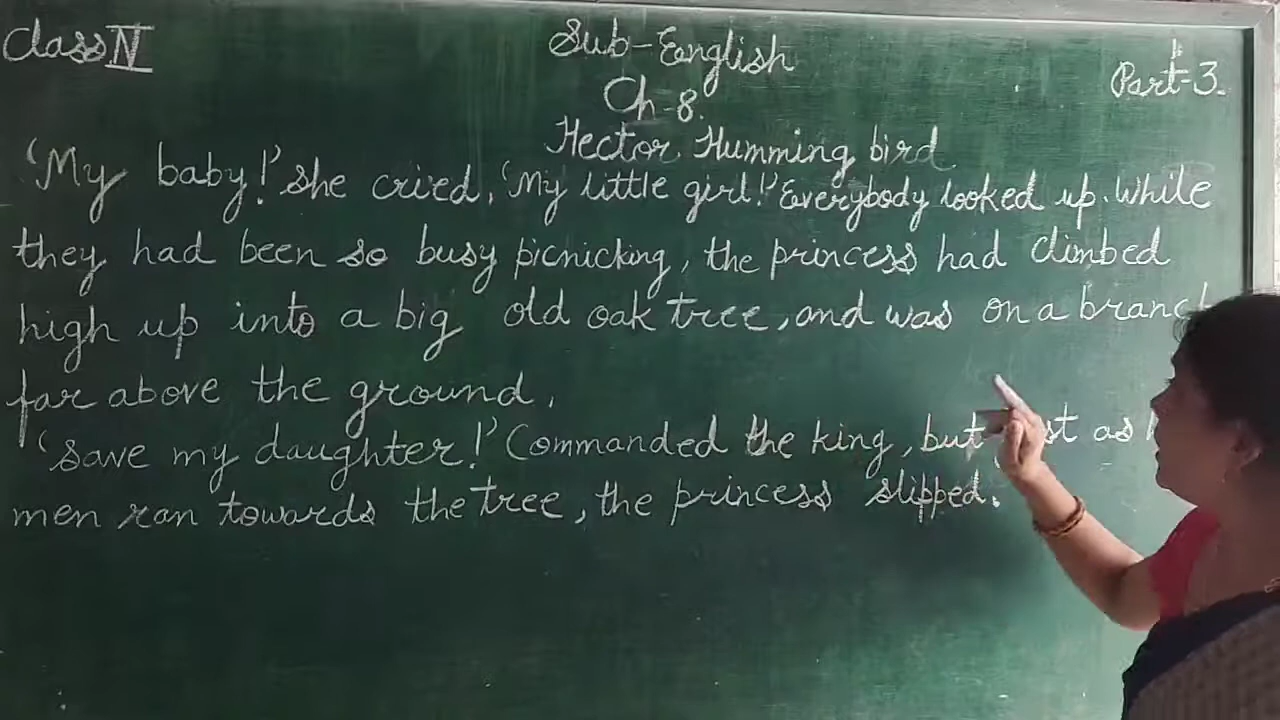 Class IV
Sub-English
Part-3.
Ch-8.
Hector Humming bird
'My baby!' she cried, 'My little girl!' Everybody looked up. While
they had been so busy picnicking, the princess had climbed
high up into a big old oak tree, and was on a branch
far above the ground.
'Save my daughter!' Commanded the king, but just as
men ran towards the tree, the princess slipped.